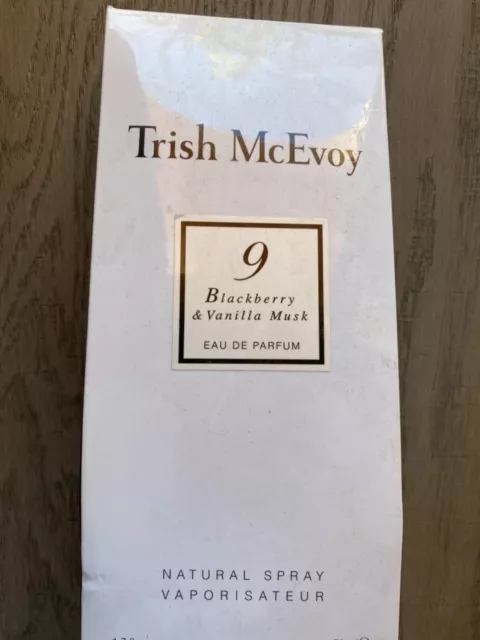 Trish McEvoy
9
Blackberry
& Vanilla Musk
EAU DE PARFUM
NATURAL SPRAY
VAPORISATEUR